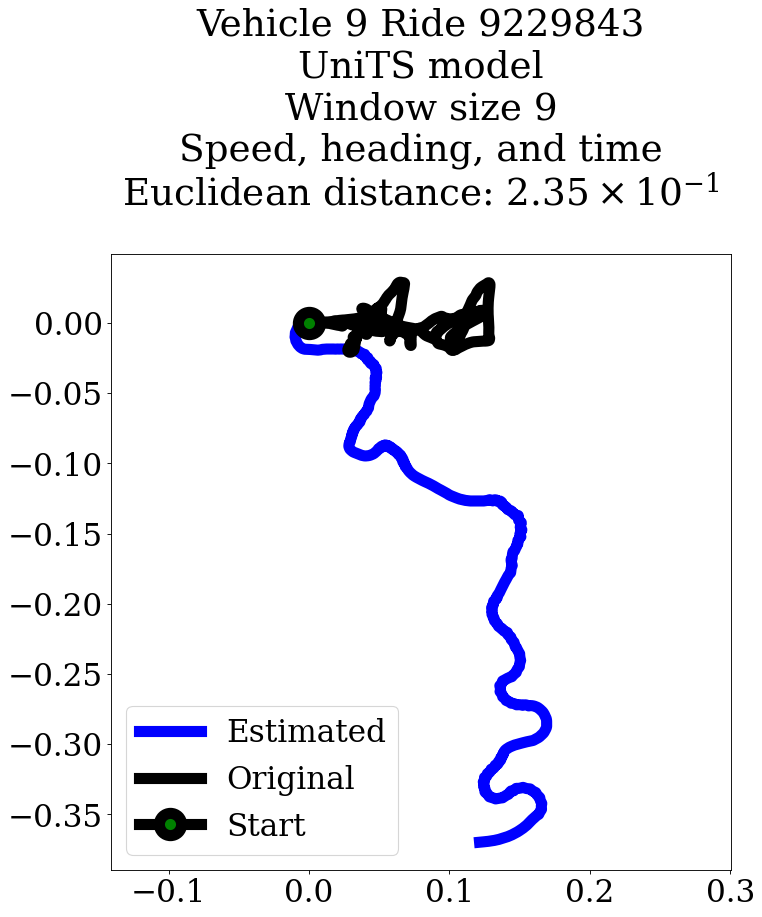 Vehicle 9 Ride 9229843
UniTS model
Window size 9
Speed, heading, and time
Euclidean distance: 2.35 × 10⁻¹
0.00
−0.05
−0.10
−0.15
−0.20
−0.25
−0.30
−0.35
Estimated
Original
Start
−0.1
0.0
0.1
0.2
0.3